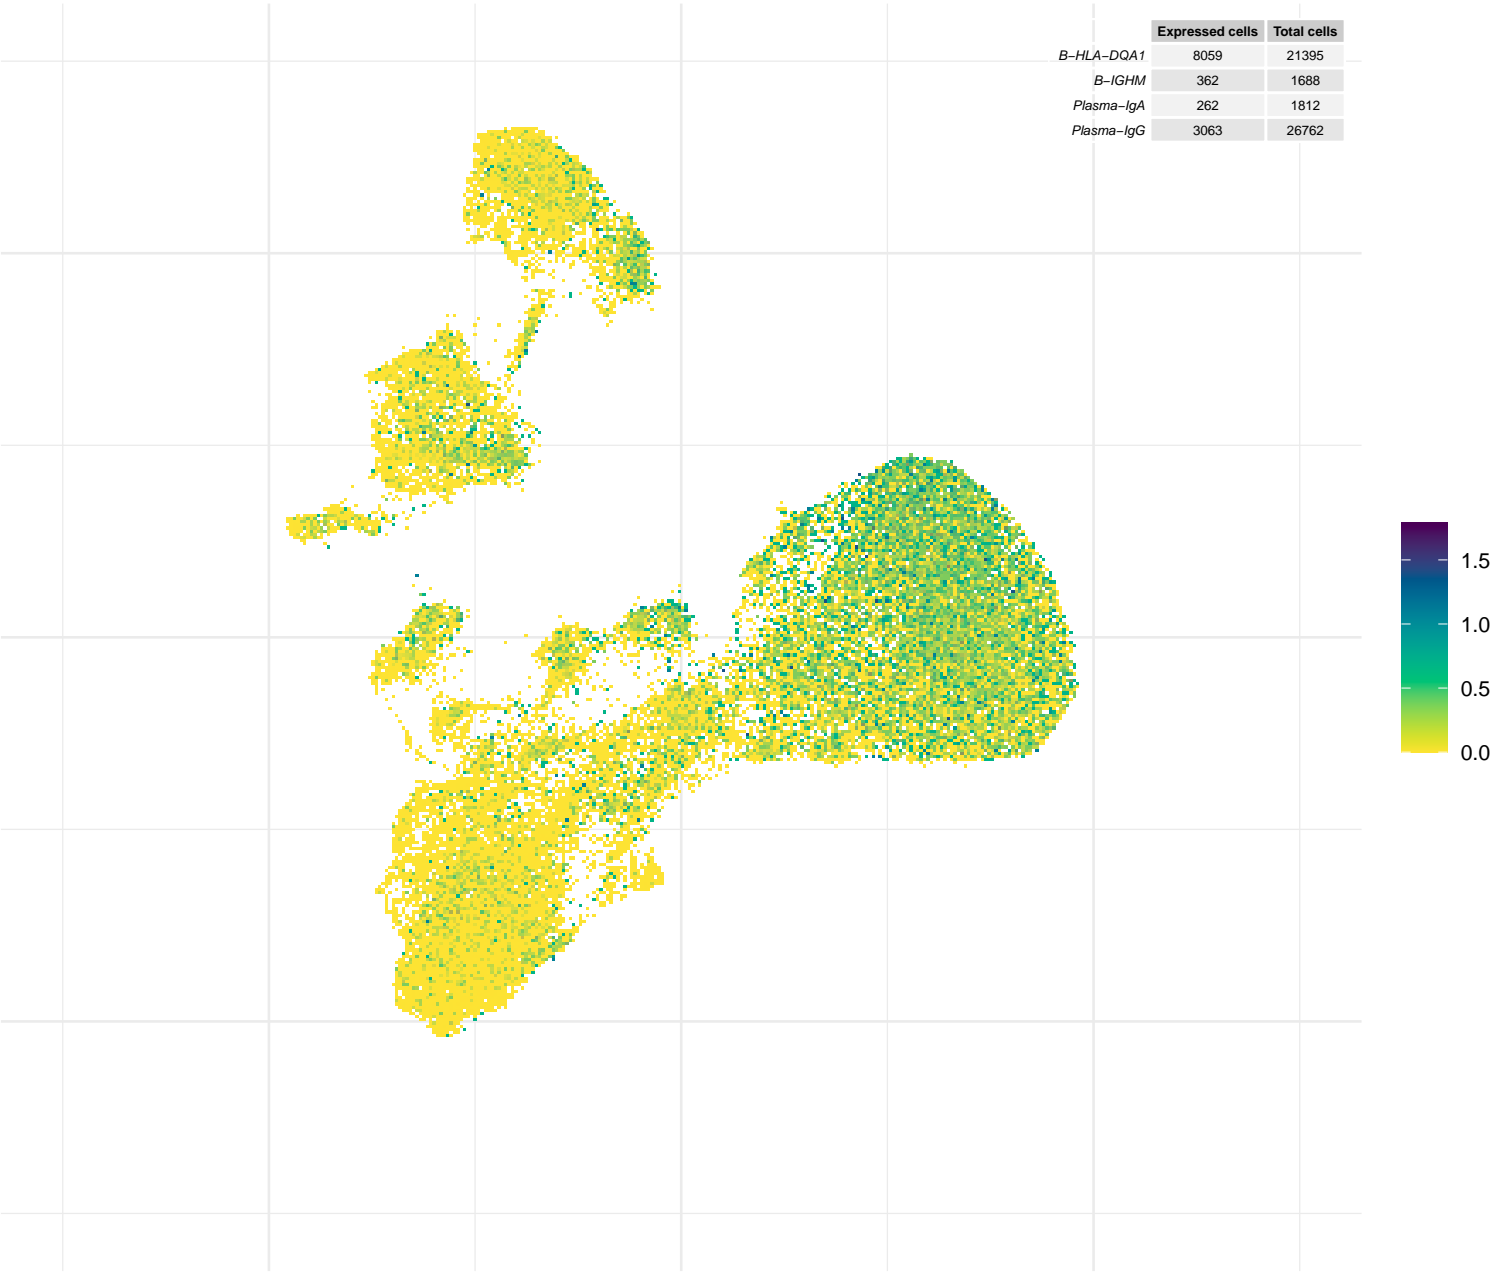 Expressed cells Total cells
B−HLA−DQA1 8059 21395
B−IGHM 362 1688
Plasma−IgA 262 1812
Plasma−IgG 3063 26762
1.5
1.0
0.5
0.0